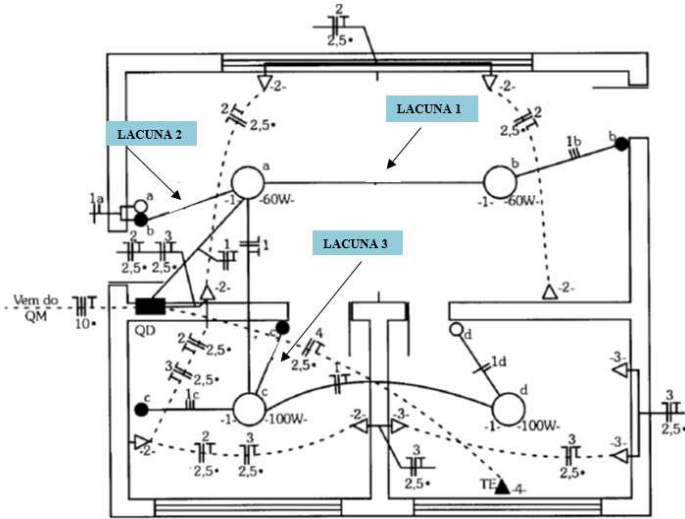 2
2,5•
-2-
-2-
2
2,5•
2
2,5•
LACUNA 1
LACUNA 2
1b
b
a
b
-1-
-60W-
-1-
-60W-
1a
a
b
2
3
2,5•
2,5•
1
1
LACUNA 3
-2-
-2-
Vem do
QM
10•
QD
c
4
2,5•
d
2
2,5•
3
2,5•
1
1d
-3-
c
1c
c
d
-1-
-100W-
-1-
-100W-
3
2,5•
-2-
-2-
-3-
-3-
2
3
2,5•
2,5•
3
2,5•
3
2,5•
TE
-4-